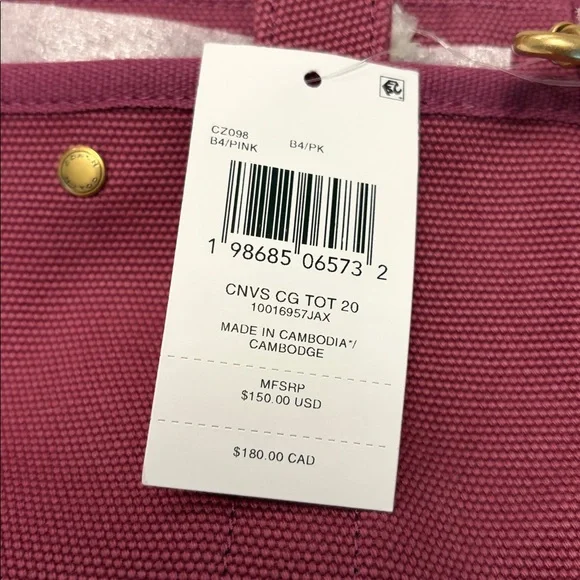 CZ098
B4/PINK B4/PK
1 98685 06573 2
CNVS CG TOT 20
10016957JAX
MADE IN CAMBODIA*/
CAMBODGE
MFSRP
$150.00 USD
$180.00 CAD
COACH